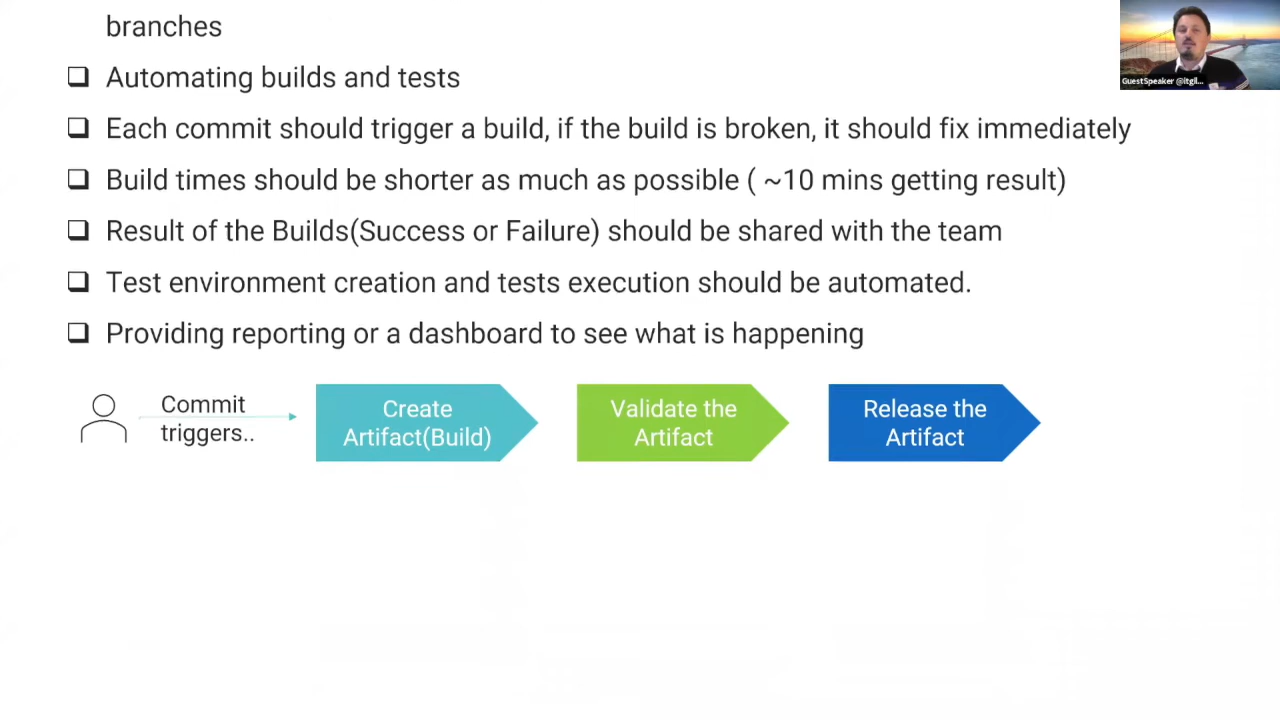 branches
❑ Automating builds and tests
❑ Each commit should trigger a build, if the build is broken, it should fix immediately
❑ Build times should be shorter as much as possible ( ~10 mins getting result)
❑ Result of the Builds(Success or Failure) should be shared with the team
❑ Test environment creation and tests execution should be automated.
❑ Providing reporting or a dashboard to see what is happening
Commit
triggers..
Create
Artifact(Build)
Validate the
Artifact
Release the
Artifact
GuestSpeaker @itgil...